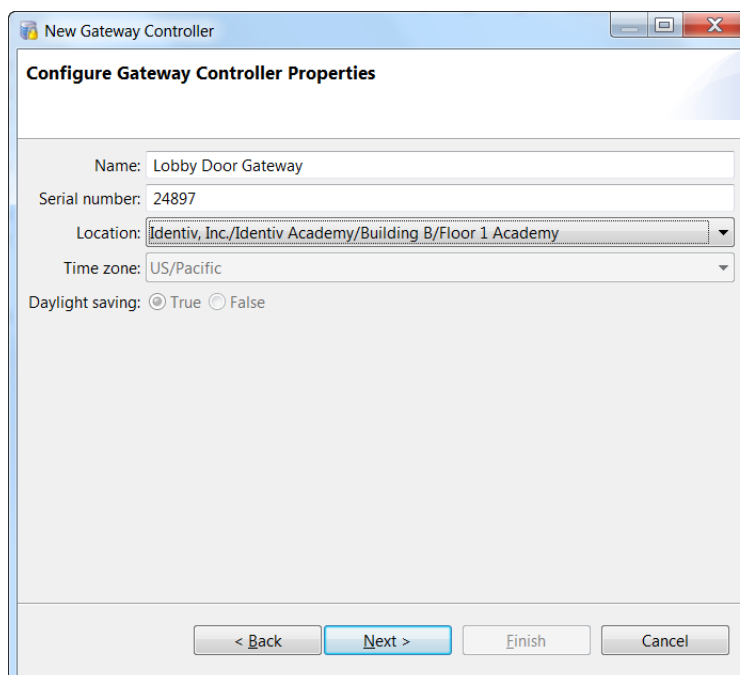 New Gateway Controller
Configure Gateway Controller Properties
Name: Lobby Door Gateway
Serial number: 24897
Location: Identiv, Inc./Identiv Academy/Building B/Floor 1 Academy
Time zone: US/Pacific
Daylight saving: True False
< Back Next > Finish Cancel